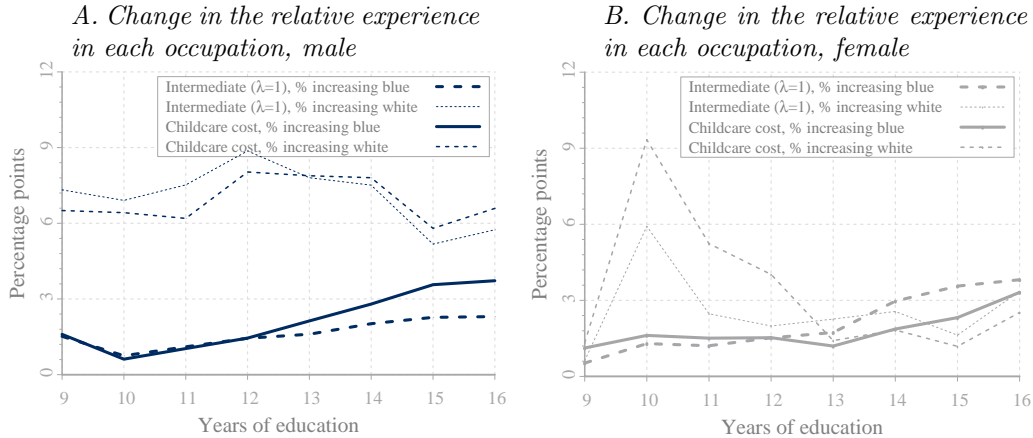 A. Change in the relative experience
in each occupation, male
12
9
6
3
0
Percentage points
Intermediate (λ=1), % increasing blue
Intermediate (λ=1), % increasing white
Childcare cost, % increasing blue
Childcare cost, % increasing white
9 10 11 12 13 14 15 16
Years of education
B. Change in the relative experience
in each occupation, female
12
9
6
3
0
Percentage points
Intermediate (λ=1), % increasing blue
Intermediate (λ=1), % increasing white
Childcare cost, % increasing blue
Childcare cost, % increasing white
9 10 11 12 13 14 15 16
Years of education